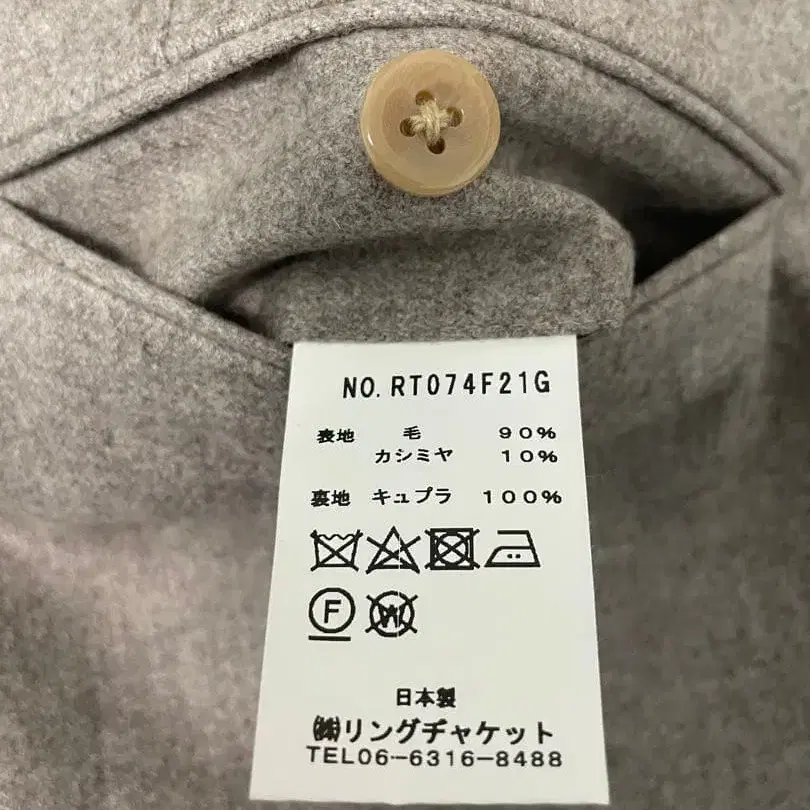 NO. RT074F21G
表地 毛 90%
カシミヤ 10%
裏地 キュプラ 100%
F W
日本製
㈱リングヂャケット
TEL06-6316-8488